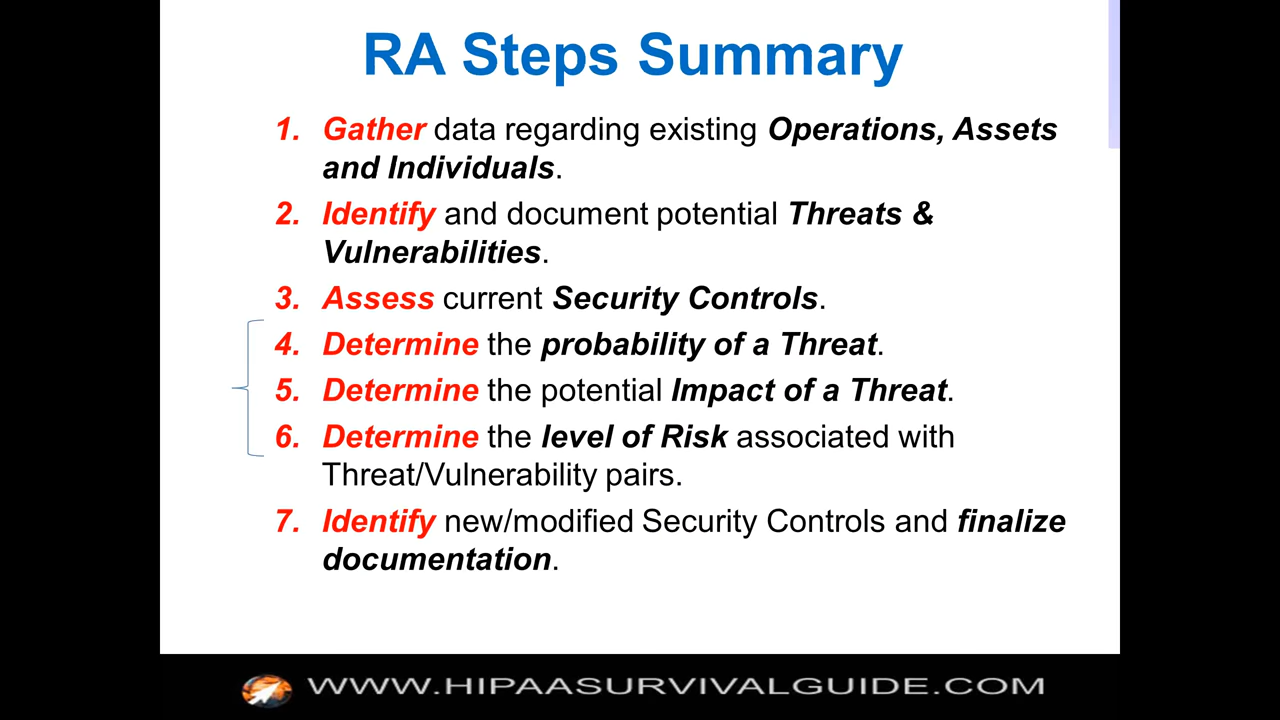 RA Steps Summary
1. Gather data regarding existing Operations, Assets
and Individuals.
2. Identify and document potential Threats &
Vulnerabilities.
3. Assess current Security Controls.
4. Determine the probability of a Threat.
5. Determine the potential Impact of a Threat.
6. Determine the level of Risk associated with
Threat/Vulnerability pairs.
7. Identify new/modified Security Controls and finalize
documentation.
WWW.HIPAASURVIVALGUIDE.COM